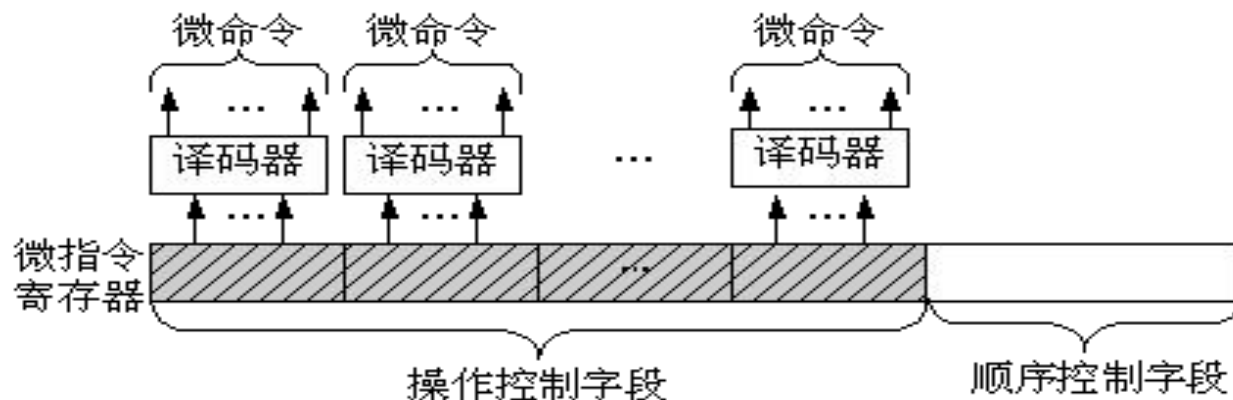 微命令 微命令 微命令
... ... ...
译码器 译码器 ... 译码器
... ... ...
微指令
寄存器
...
操作控制字段 顺序控制字段